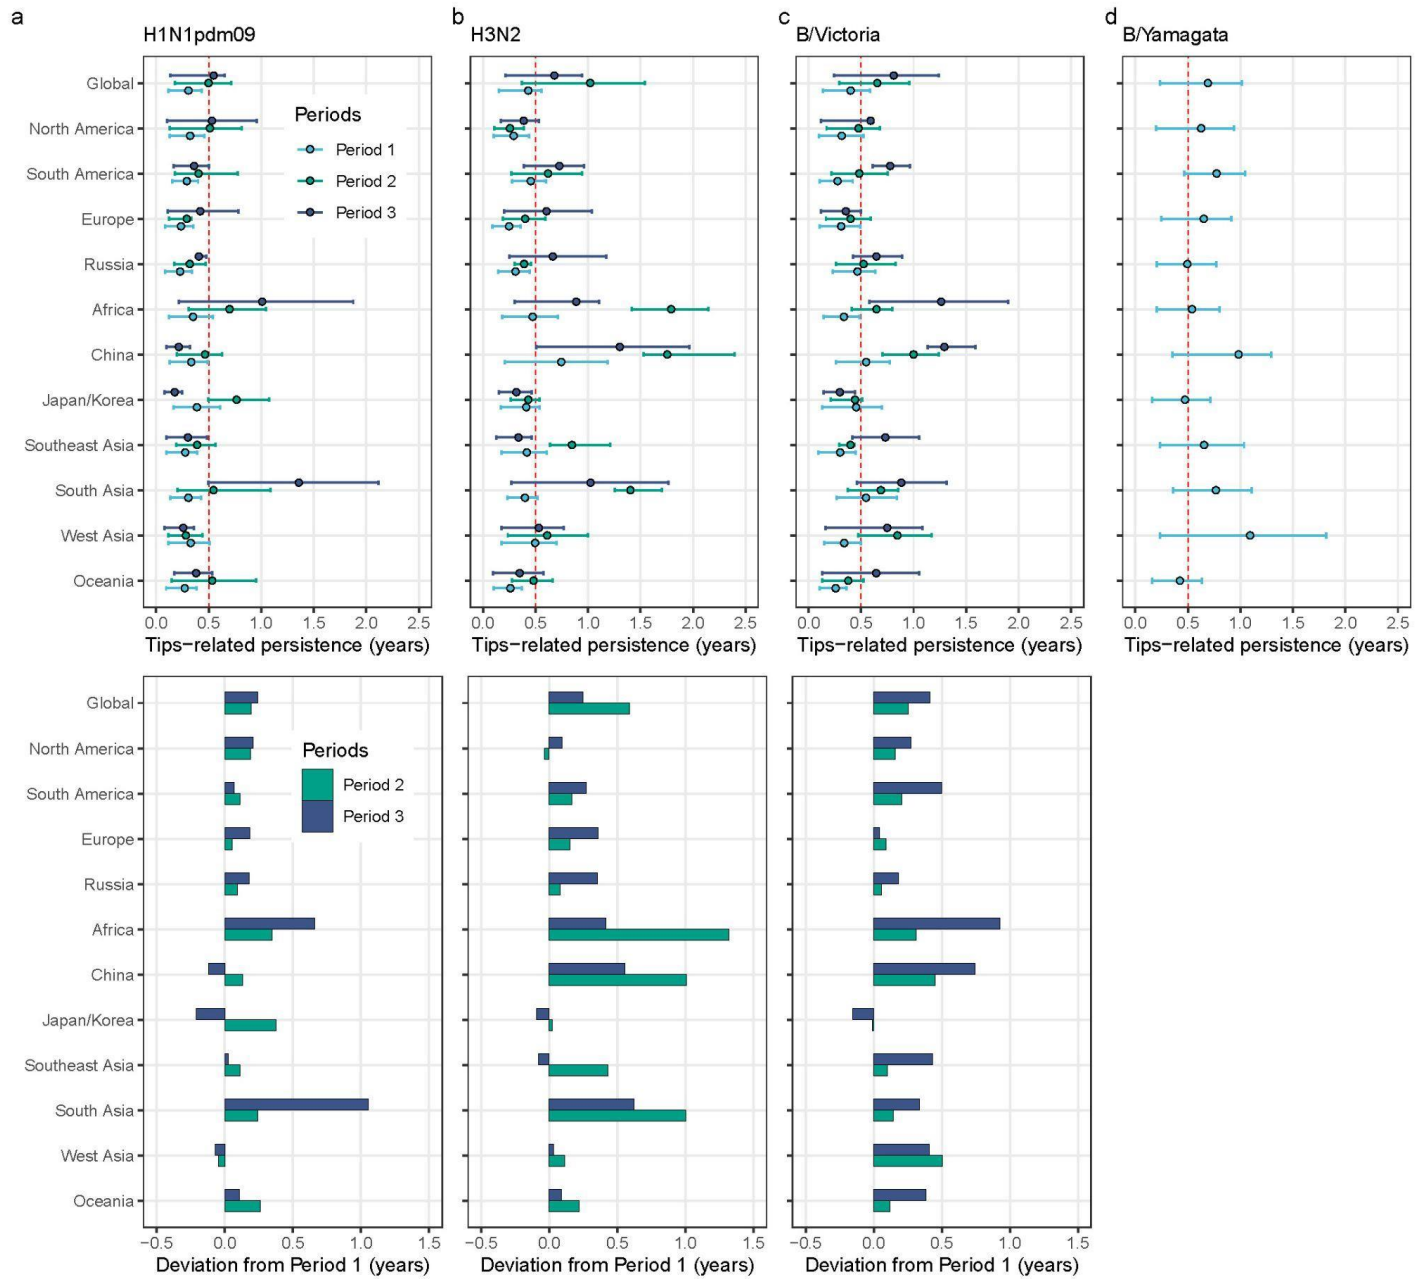 a
b
c
d
H1N1pdm09
H3N2
B/Victoria
B/Yamagata
Global
North America
South America
Europe
Russia
Africa
China
Japan/Korea
Southeast Asia
South Asia
West Asia
Oceania
Periods
Period 1
Period 2
Period 3
0.0 0.5 1.0 1.5 2.0 2.5
Tips-related persistence (years)
0.0 0.5 1.0 1.5 2.0 2.5
Tips-related persistence (years)
0.0 0.5 1.0 1.5 2.0 2.5
Tips-related persistence (years)
0.0 0.5 1.0 1.5 2.0 2.5
Tips-related persistence (years)
Global
North America
South America
Europe
Russia
Africa
China
Japan/Korea
Southeast Asia
South Asia
West Asia
Oceania
Periods
Period 2
Period 3
-0.5 0.0 0.5 1.0 1.5
Deviation from Period 1 (years)
-0.5 0.0 0.5 1.0 1.5
Deviation from Period 1 (years)
-0.5 0.0 0.5 1.0 1.5
Deviation from Period 1 (years)